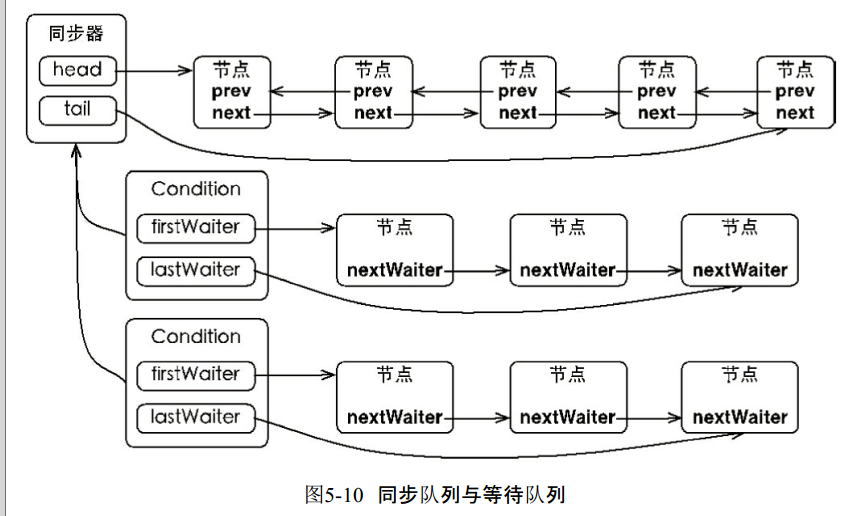 同步器
head
tail
节点 节点 节点 节点 节点
prev prev prev prev prev
next next next next next
Condition
firstWaiter
lastWaiter
节点 节点 节点
nextWaiter nextWaiter nextWaiter
Condition
firstWaiter
lastWaiter
节点 节点 节点
nextWaiter nextWaiter nextWaiter
图5-10 同步队列与等待队列